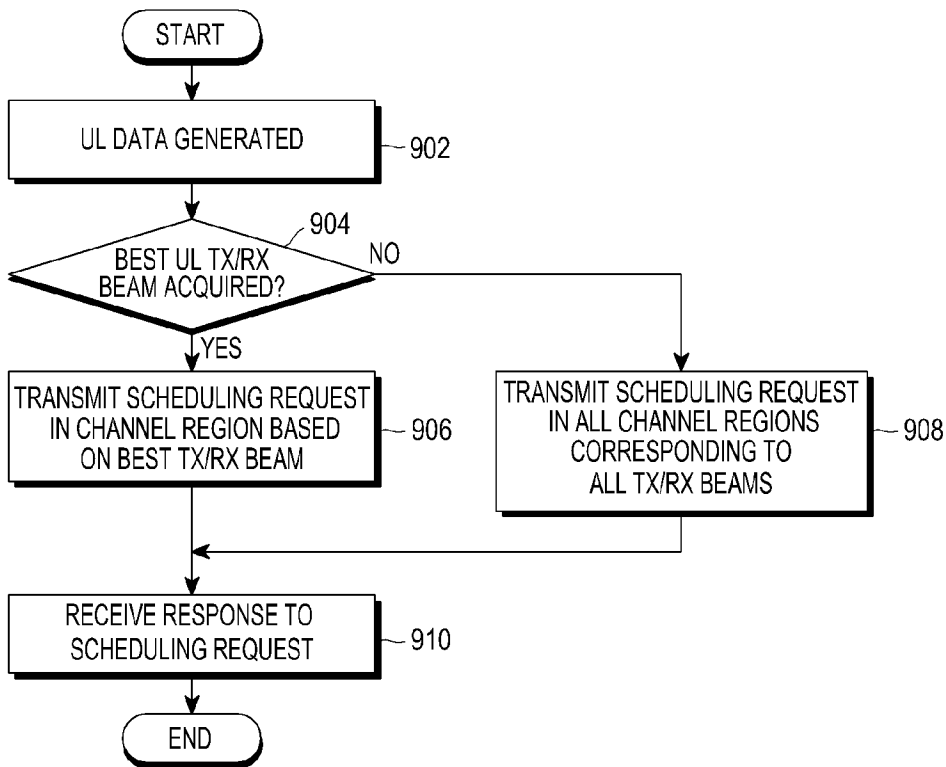 START
UL DATA GENERATED
902
904
BEST UL TX/RX
BEAM ACQUIRED?
NO
YES
TRANSMIT SCHEDULING REQUEST
IN CHANNEL REGION BASED
ON BEST TX/RX BEAM
906
TRANSMIT SCHEDULING REQUEST
IN ALL CHANNEL REGIONS
CORRESPONDING TO
ALL TX/RX BEAMS
908
RECEIVE RESPONSE TO
SCHEDULING REQUEST
910
END